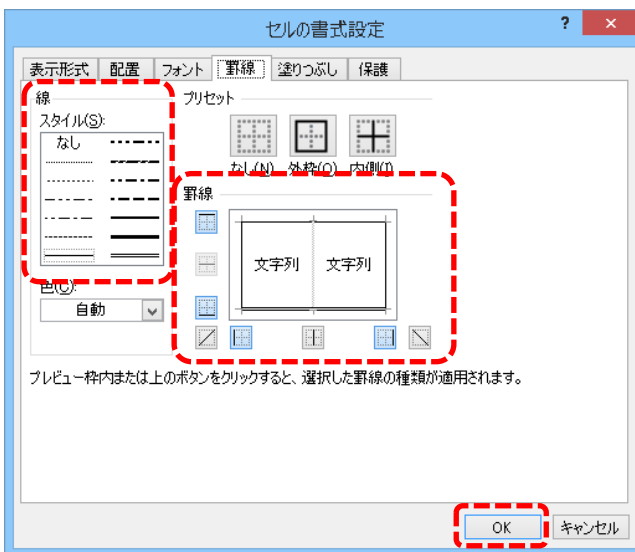 セルの書式設定
?
×
表示形式 配置 フォント 罫線 塗りつぶし 保護
線
スタイル(S):
なし
プリセット
なし(N) 外枠(O) 内側(I)
罫線
文字列 文字列
色(C):
自動
プレビュー枠内または上のボタンをクリックすると、選択した罫線の種類が適用されます。
OK キャンセル